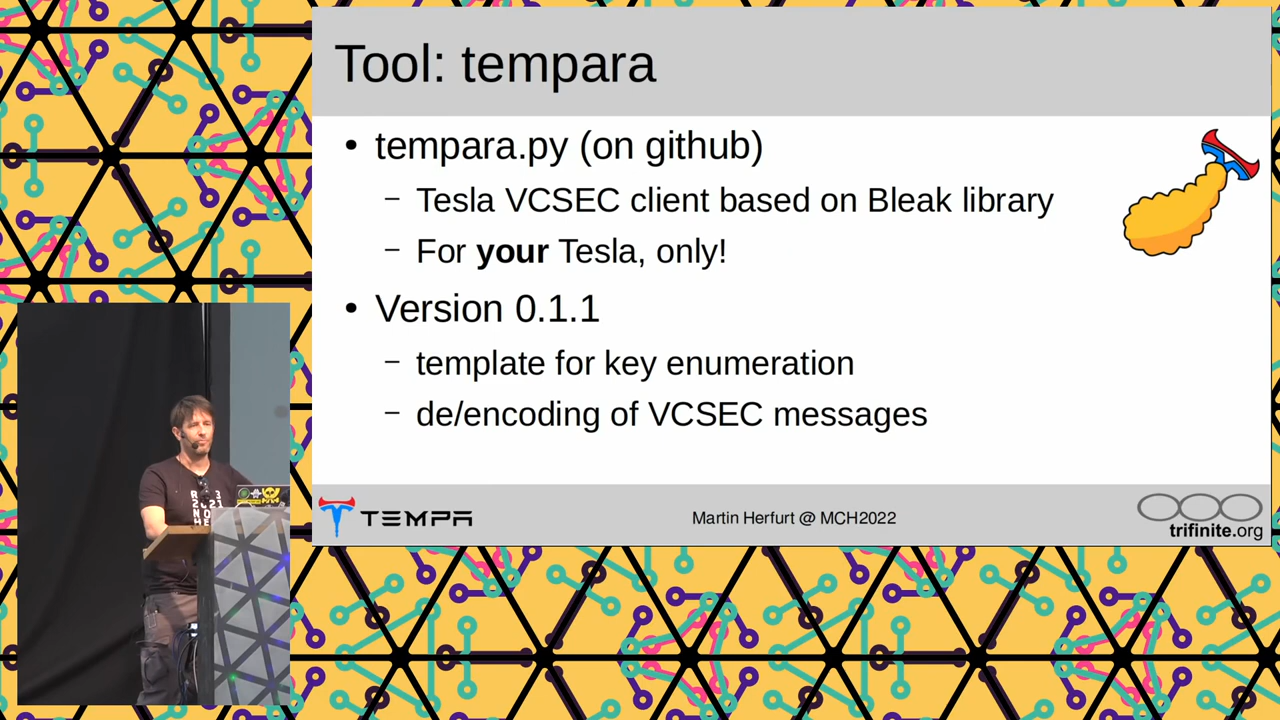 Tool: tempara
● tempara.py (on github)
– Tesla VCSEC client based on Bleak library
– For your Tesla, only!
● Version 0.1.1
– template for key enumeration
– de/encoding of VCSEC messages
TEMPA
Martin Herfurt @ MCH2022
trifinite.org